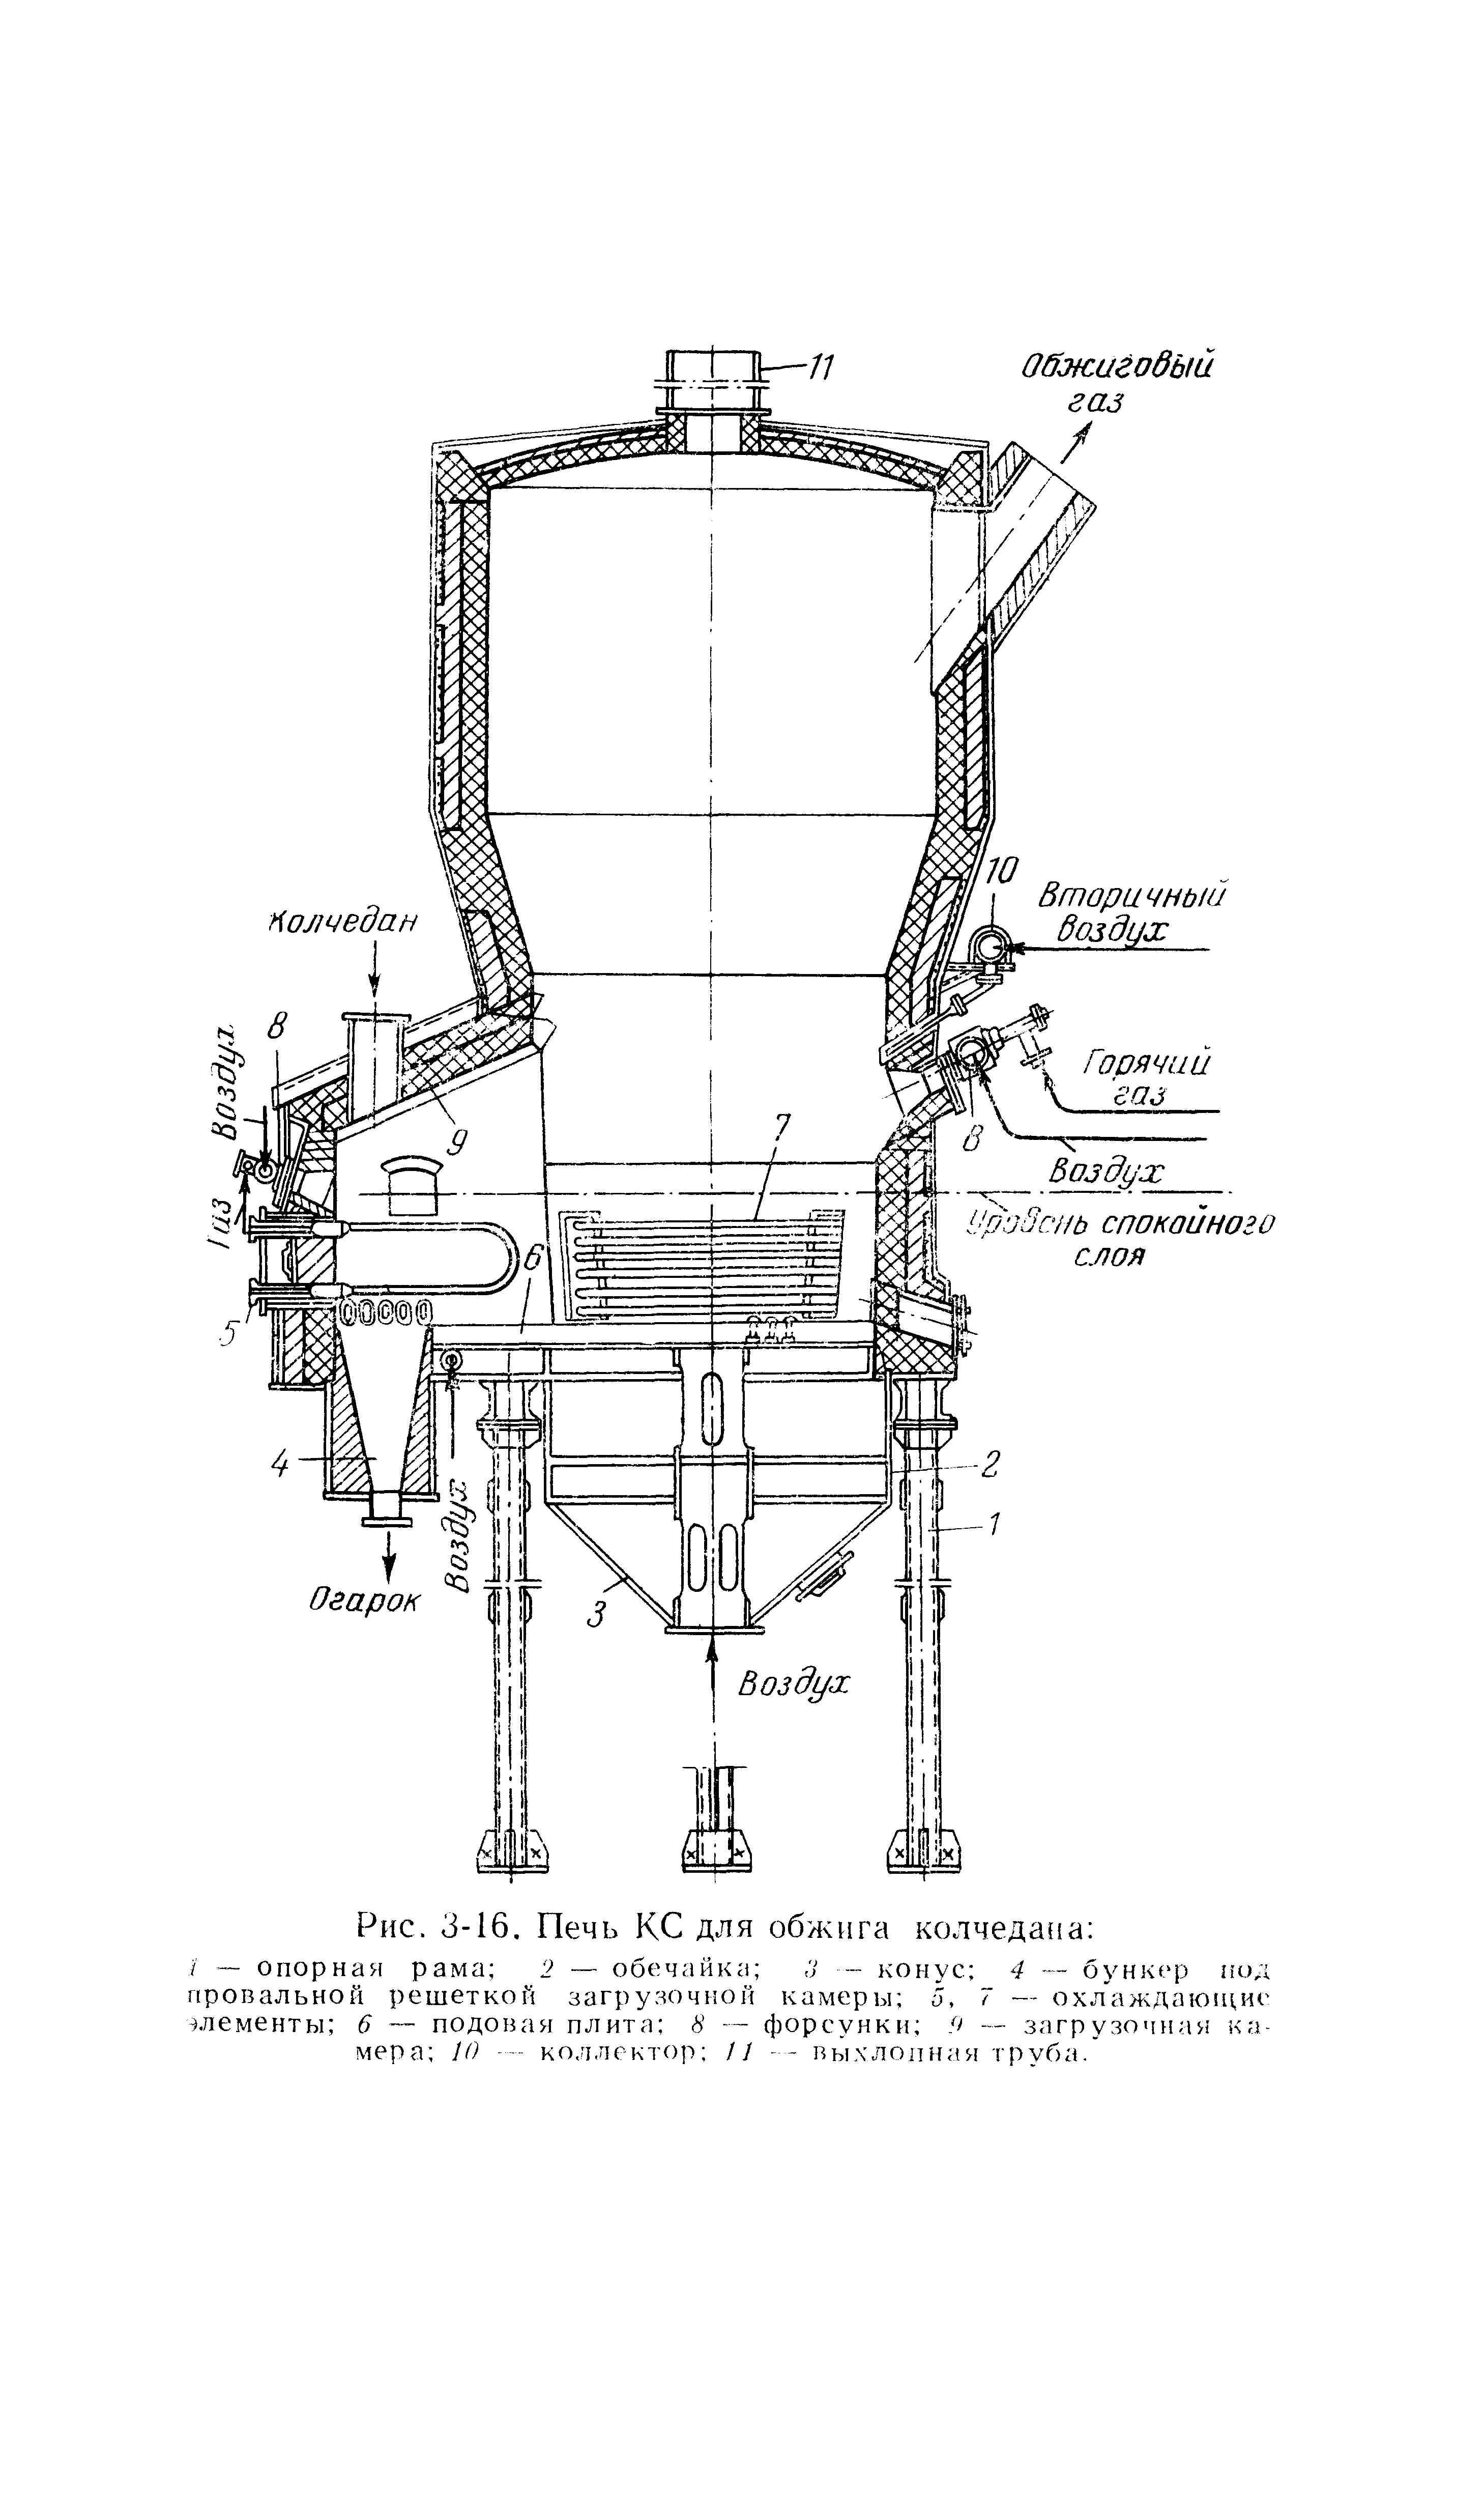 11
Обжиговый
газ
10
Вторичный
воздух
Колчедан
8
Воздух
Горячий
газ
9
7
8
Воздух
Газ
Уровень спокойного
слоя
6
5
4
2
Воздух
1
Огарок
3
Воздух
Рис. 3-16. Печь КС для обжига колчедана:
1 — опорная рама; 2 — обечайка; 3 — конус; 4 — бункер под
провальной решеткой загрузочной камеры; 5, 7 — охлаждающие
элементы; 6 — подовая плита; 8 — форсунки; 9 — загрузочная ка-
мера; 10 — коллектор; 11 — выхлопная труба.